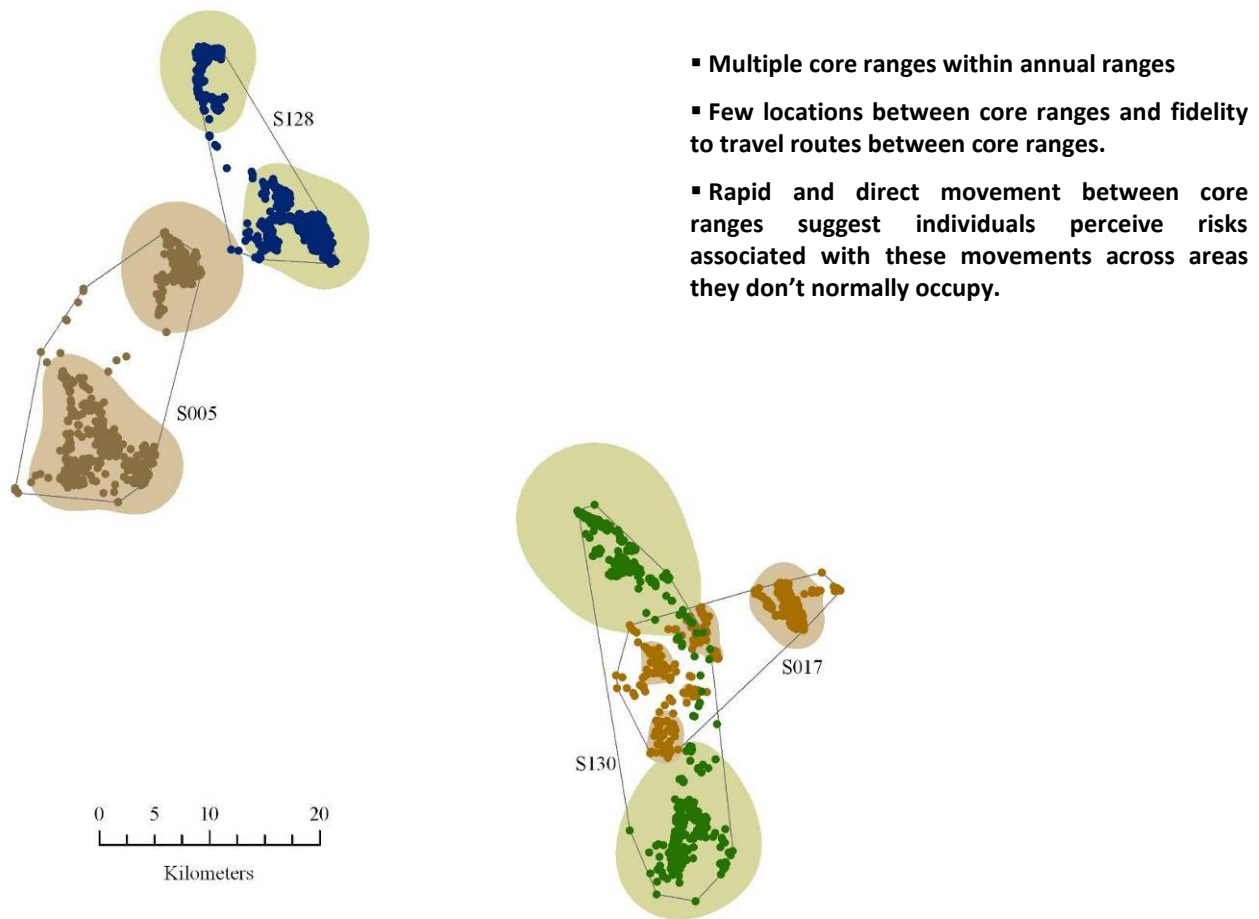 ▪ Multiple core ranges within annual ranges
▪ Few locations between core ranges and fidelity
to travel routes between core ranges.
▪ Rapid and direct movement between core
ranges suggest individuals perceive risks
associated with these movements across areas
they don’t normally occupy.
S128
S005
S017
S130
0 5 10 20
Kilometers